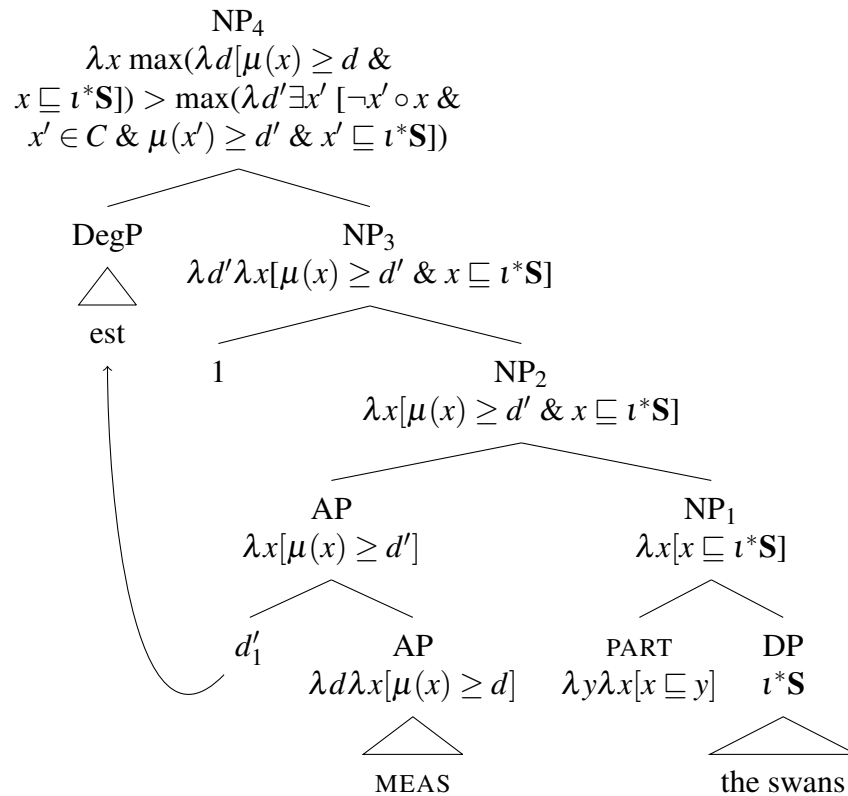 NP₄
λx max(λd[μ(x) ≥ d &
x ⊑ ι*S]) > max(λd′∃x′ [¬x′ ∘ x &
x′ ∈ C & μ(x′) ≥ d′ & x′ ⊑ ι*S])
DegP NP₃
λd′λx[μ(x) ≥ d′ & x ⊑ ι*S]
est
1 NP₂
λx[μ(x) ≥ d′ & x ⊑ ι*S]
AP NP₁
λx[μ(x) ≥ d′] λx[x ⊑ ι*S]
d′₁ AP PART DP
λdλx[μ(x) ≥ d] λyλx[x ⊑ y] ι*S
MEAS the swans